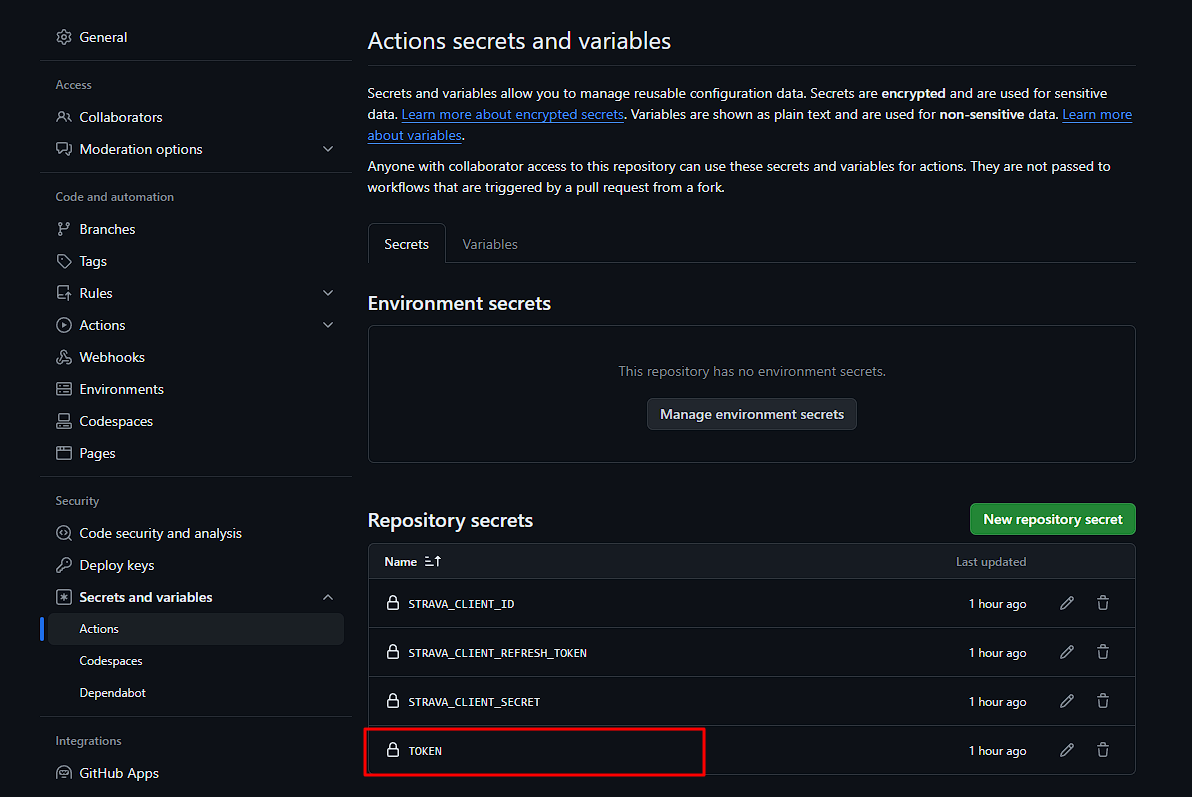 General
Access
Collaborators
Moderation options
Code and automation
Branches
Tags
Rules
Actions
Webhooks
Environments
Codespaces
Pages
Security
Code security and analysis
Deploy keys
Secrets and variables
Actions
Codespaces
Dependabot
Integrations
GitHub Apps
Actions secrets and variables
Secrets and variables allow you to manage reusable configuration data. Secrets are encrypted and are used for sensitive
data. Learn more about encrypted secrets. Variables are shown as plain text and are used for non-sensitive data. Learn more
about variables.
Anyone with collaborator access to this repository can use these secrets and variables for actions. They are not passed to
workflows that are triggered by a pull request from a fork.
Secrets Variables
Environment secrets
This repository has no environment secrets.
Manage environment secrets
Repository secrets New repository secret
Name Last updated
STRAVA_CLIENT_ID 1 hour ago
STRAVA_CLIENT_REFRESH_TOKEN 1 hour ago
STRAVA_CLIENT_SECRET 1 hour ago
TOKEN 1 hour ago